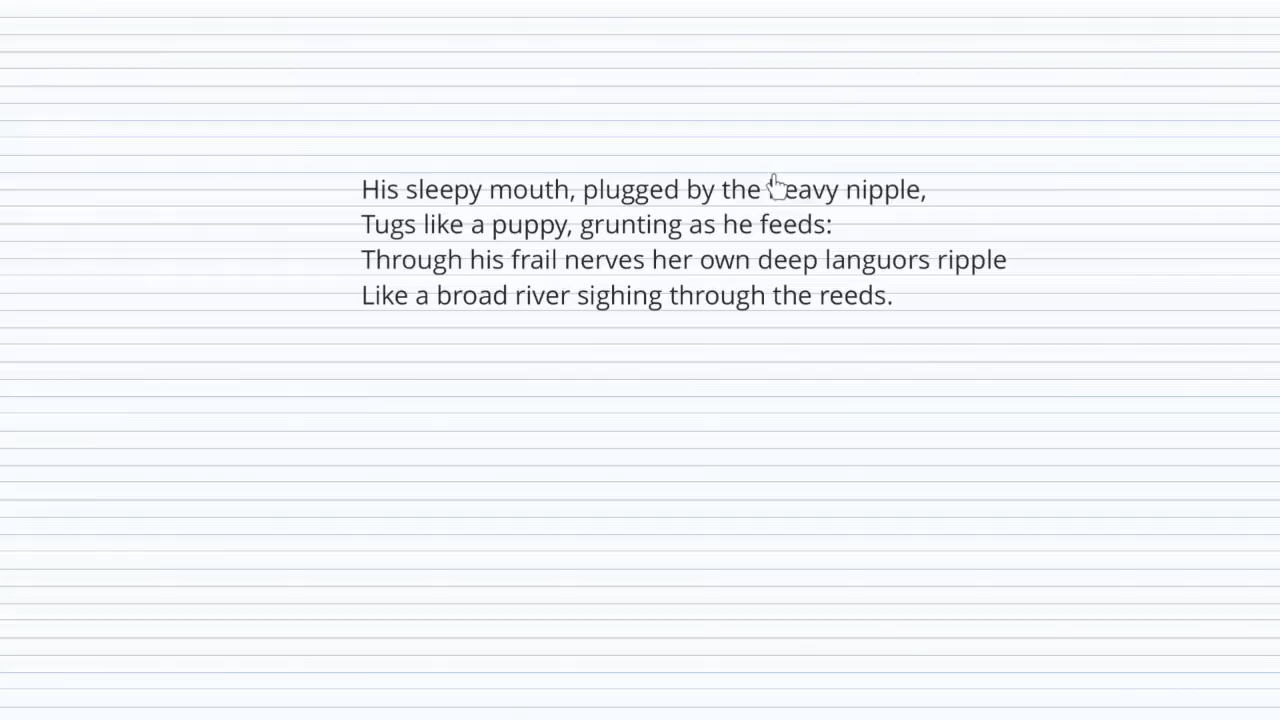 His sleepy mouth, plugged by the heavy nipple,
Tugs like a puppy, grunting as he feeds:
Through his frail nerves her own deep languors ripple
Like a broad river sighing through the reeds.